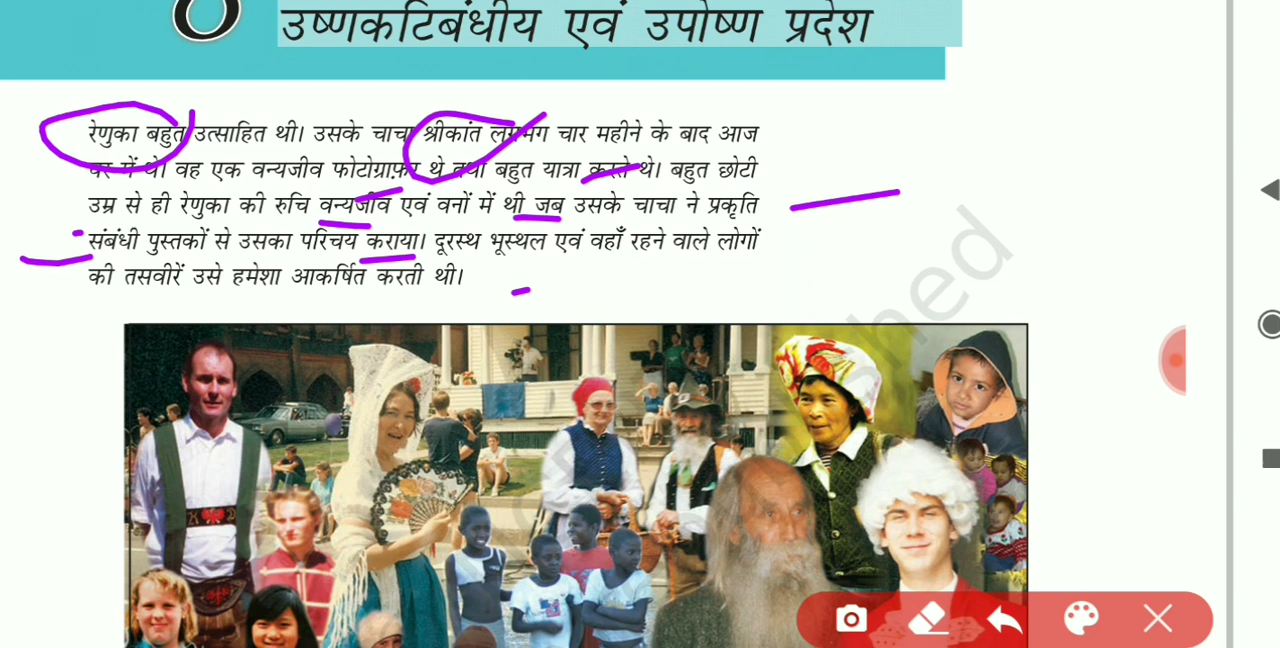 उष्णकटिबंधीय एवं उपोष्ण प्रदेश
रेणुका बहुत उत्साहित थी। उसके चाचा श्रीकांत लगभग चार महीने के बाद आज
घर में थे। वह एक वन्यजीव फोटोग्राफ़र थे तथा बहुत यात्रा करते थे। बहुत छोटी
उम्र से ही रेणुका की रुचि वन्यजीव एवं वनों में थी जब उसके चाचा ने प्रकृति
संबंधी पुस्तकों से उसका परिचय कराया। दूरस्थ भूस्थल एवं वहाँ रहने वाले लोगों
की तसवीरें उसे हमेशा आकर्षित करती थी।